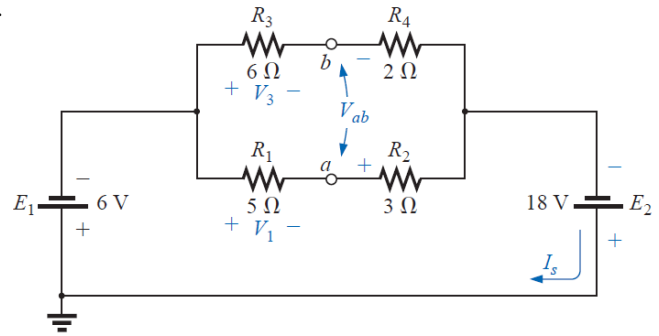 R3 R4
6 Ω b − 2 Ω
+ V3 −
Vab
R1 a + R2
− −
E1 6 V 5 Ω 3 Ω 18 V E2
+ + V1 − +
Is